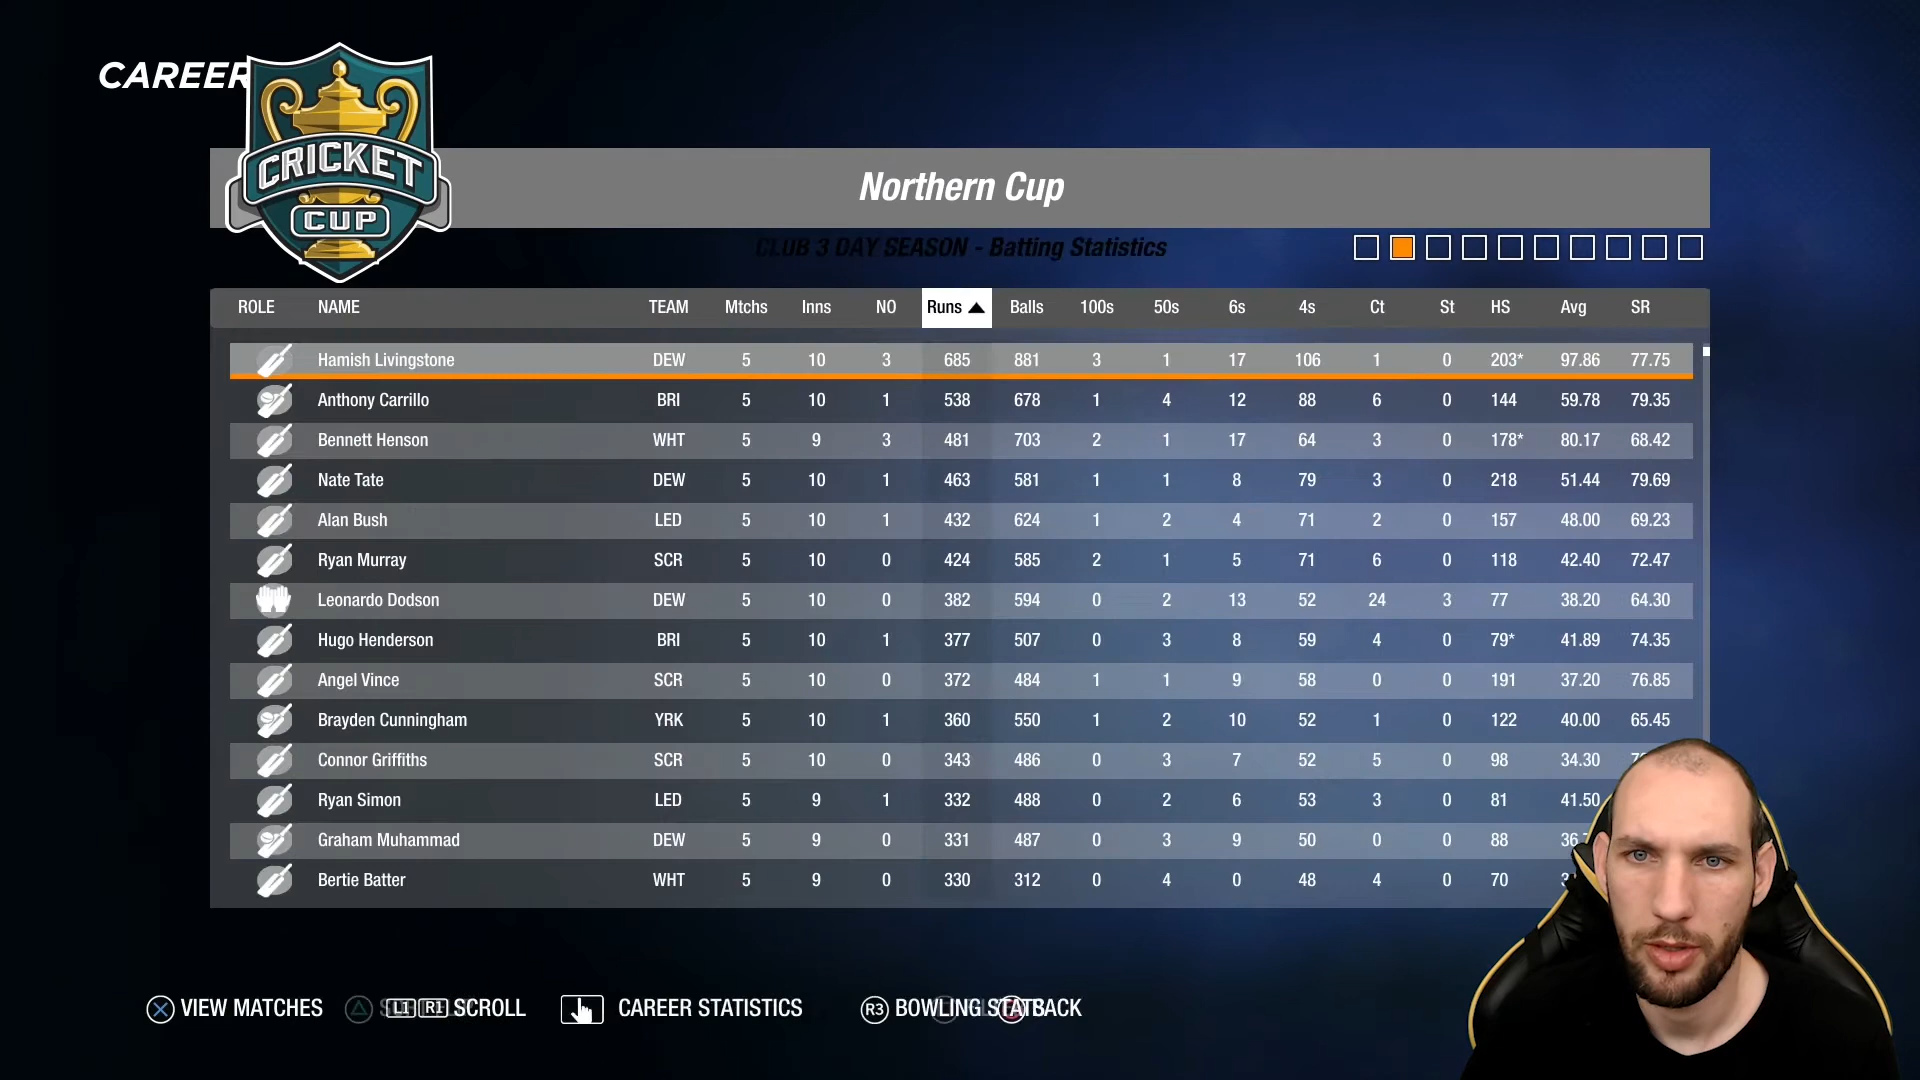 CAREER
CRICKET
CUP
Northern Cup
CLUB 3 DAY SEASON - Batting Statistics
ROLE NAME TEAM Mtchs Inns NO Runs Balls 100s 50s 6s 4s Ct St HS Avg SR
Hamish Livingstone DEW 5 10 3 685 881 3 1 17 106 1 0 203* 97.86 77.75
Anthony Carrillo BRI 5 10 1 538 678 1 4 12 88 6 0 144 59.78 79.35
Bennett Henson WHT 5 9 3 481 703 2 1 17 64 3 0 178* 80.17 68.42
Nate Tate DEW 5 10 1 463 581 1 1 8 79 3 0 218 51.44 79.69
Alan Bush LED 5 10 1 432 624 1 2 4 71 2 0 157 48.00 69.23
Ryan Murray SCR 5 10 0 424 585 2 1 5 71 6 0 118 42.40 72.47
Leonardo Dodson DEW 5 10 0 382 594 0 2 13 52 24 3 77 38.20 64.30
Hugo Henderson BRI 5 10 1 377 507 0 3 8 59 4 0 79* 41.89 74.35
Angel Vince SCR 5 10 0 372 484 1 1 9 58 0 0 191 37.20 76.85
Brayden Cunningham YRK 5 10 1 360 550 1 2 10 52 1 0 122 40.00 65.45
Connor Griffiths SCR 5 10 0 343 486 0 3 7 52 5 0 98 34.30
Ryan Simon LED 5 9 1 332 488 0 2 6 53 3 0 81 41.50
Graham Muhammad DEW 5 9 0 331 487 0 3 9 50 0 0 88
Bertie Batter WHT 5 9 0 330 312 0 4 0 48 4 0 70
VIEW MATCHES L1 R1 SCROLL CAREER STATISTICS R3 BOWLING STATS BACK